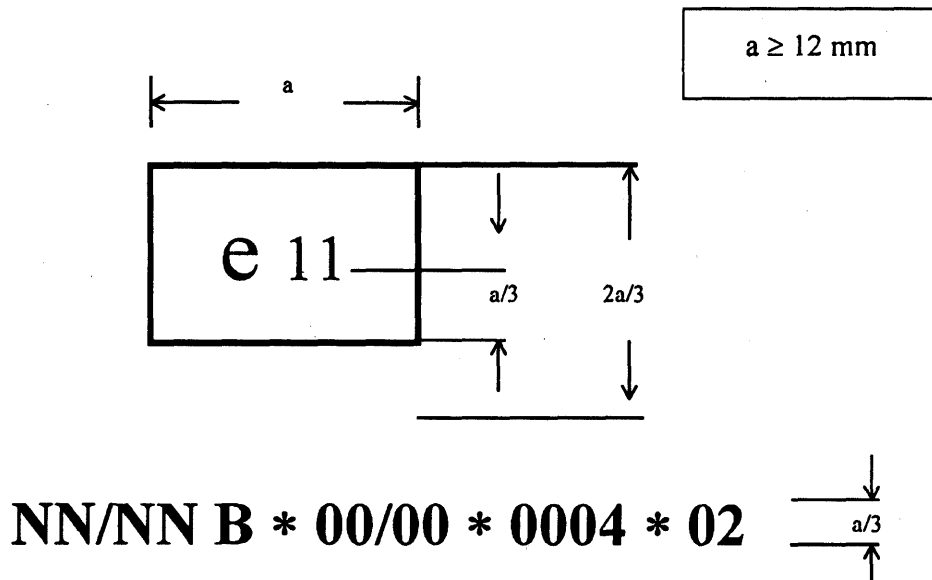 a ≥ 12 mm
a
e 11
a/3
2a/3
NN/NN B * 00/00 * 0004 * 02
a/3